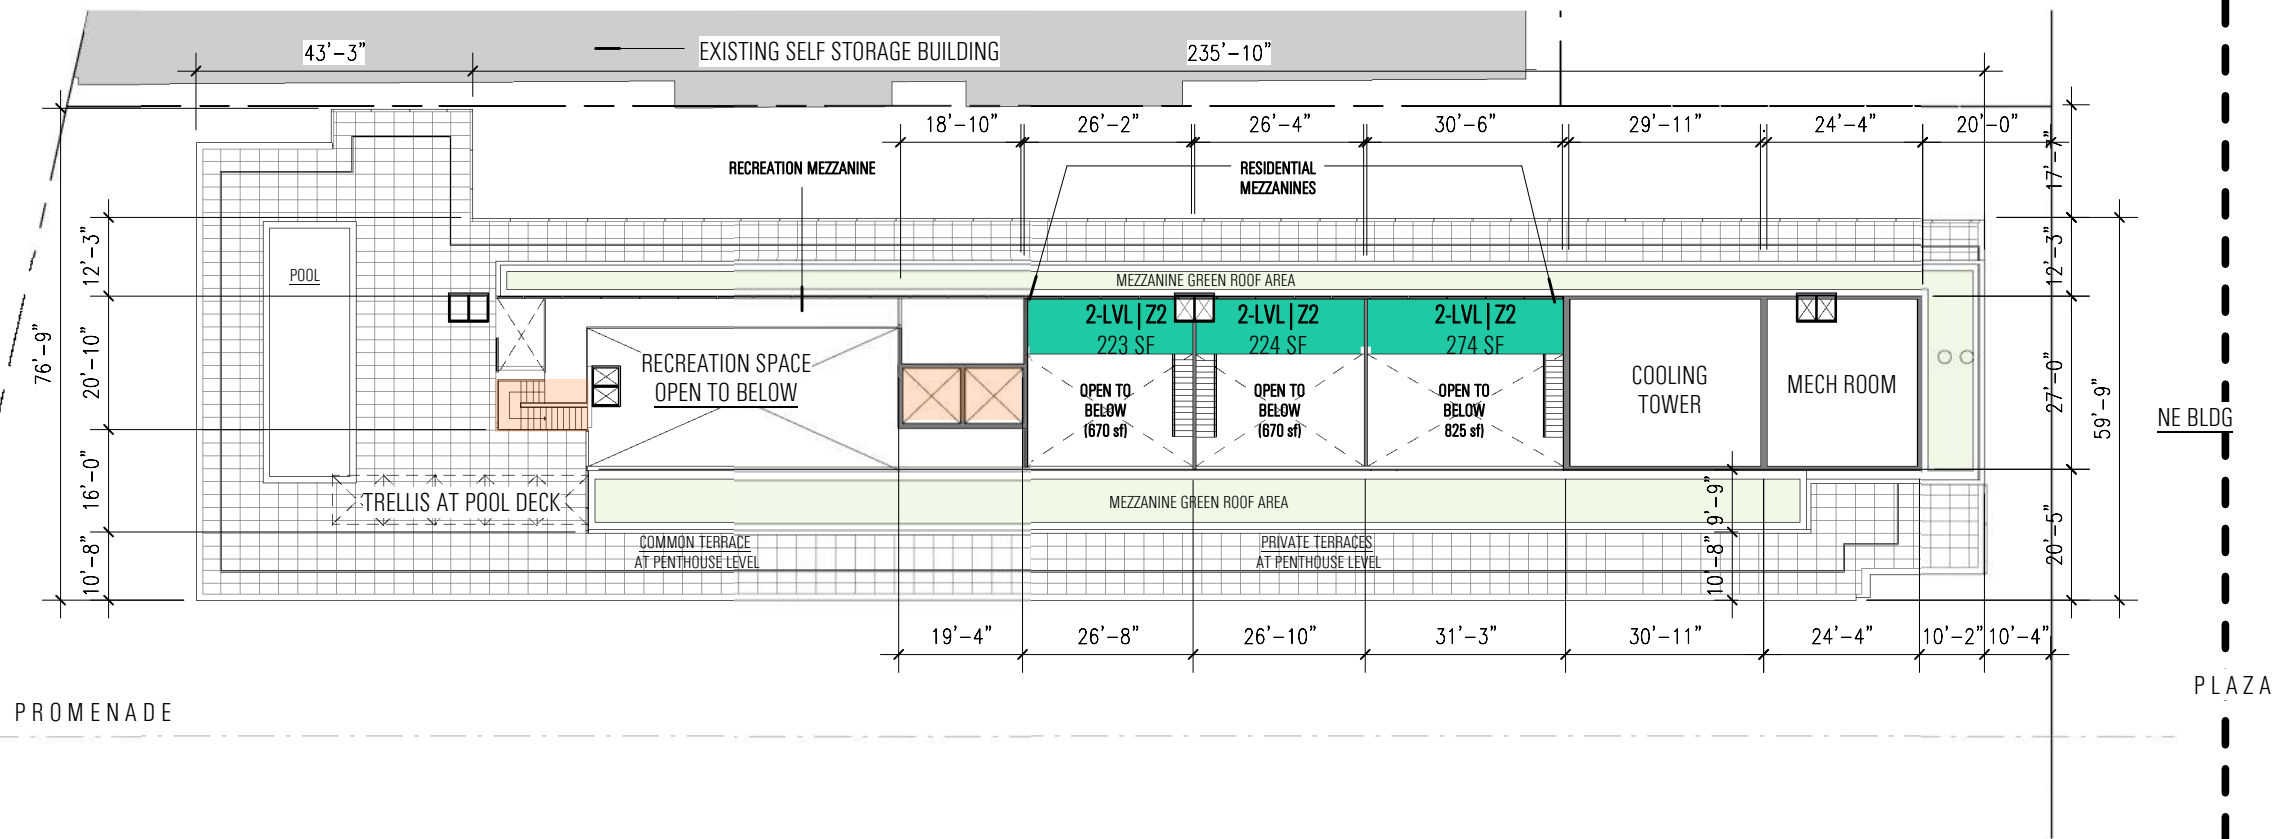 43'-3"
EXISTING SELF STORAGE BUILDING
235'-10"
18'-10"
26'-2"
26'-4"
30'-6"
29'-11"
24'-4"
20'-0"
17'-7"
RECREATION MEZZANINE
RESIDENTIAL
MEZZANINES
12'-3"
12'-3"
POOL
MEZZANINE GREEN ROOF AREA
2-LVL|Z2
223 SF
2-LVL|Z2
224 SF
2-LVL|Z2
274 SF
76'-9"
20'-10"
RECREATION SPACE
OPEN TO BELOW
OPEN TO
BELOW
(670 sf)
OPEN TO
BELOW
(670 sf)
OPEN TO
BELOW
825 sf)
COOLING
TOWER
MECH ROOM
27'-0"
59'-9"
NE BLDG
16'-0"
TRELLIS AT POOL DECK
MEZZANINE GREEN ROOF AREA
9'-9"
20'-5"
10'-8"
COMMON TERRACE
AT PENTHOUSE LEVEL
PRIVATE TERRACES
AT PENTHOUSE LEVEL
10'-8"
19'-4"
26'-8"
26'-10"
31'-3"
30'-11"
24'-4"
10'-2"
10'-4"
PLAZA
PROMENADE